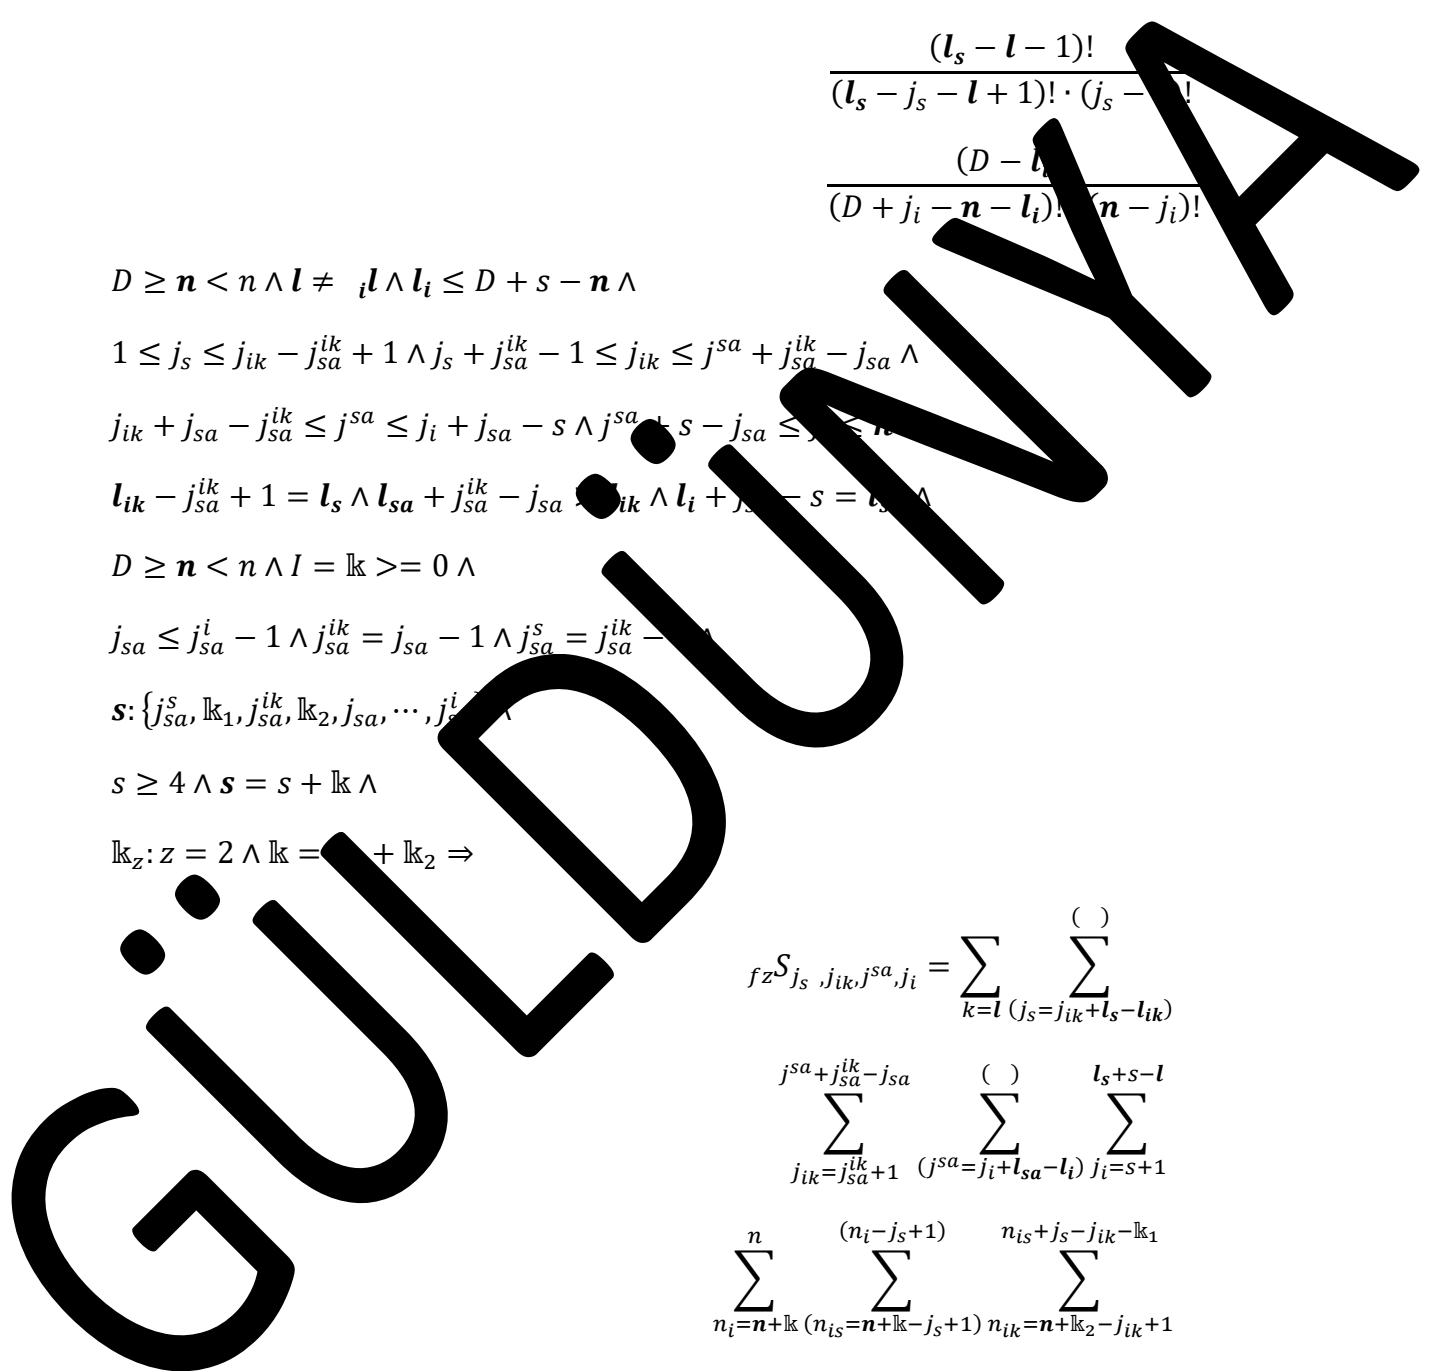 (l_s − l − 1)!
(l_s − j_s − l + 1)! · (j_s − )!
(D − l
(D + j_i − n − l_i)! (n − j_i)!
D ≥ n < n ∧ l ≠ _il ∧ l_i ≤ D + s − n ∧
1 ≤ j_s ≤ j_ik − j_sa^ik + 1 ∧ j_s + j_sa^ik − 1 ≤ j_ik ≤ j^sa + j_sa^ik − j_sa ∧
j_ik + j_sa − j_sa^ik ≤ j^sa ≤ j_i + j_sa − s ∧ j^sa + s − j_sa ≤ ≤ n
l_ik − j_sa^ik + 1 = l_s ∧ l_sa + j_sa^ik − j_sa l_ik ∧ l_i + − s = ∧
D ≥ n < n ∧ I = 𝕜 >= 0 ∧
j_sa ≤ j_sa^i − 1 ∧ j_sa^ik = j_sa − 1 ∧ j_sa^s = j_sa^ik − ∧
s: {j_sa^s, 𝕜_1, j_sa^ik, 𝕜_2, j_sa, ⋯ , j_sa^i ∧
s ≥ 4 ∧ s = s + 𝕜 ∧
𝕜_z: z = 2 ∧ 𝕜 = + 𝕜_2 ⇒
GÜLDÜNYA
( )
_fzS_{j_s ,j_ik,j^sa,j_i} = ∑ ∑
k=l (j_s=j_ik+l_s−l_ik)
j^sa+j_sa^ik−j_sa ( ) l_s+s−l
∑ ∑ ∑
j_ik=j_sa^ik+1 (j^sa=j_i+l_sa−l_i) j_i=s+1
n (n_i−j_s+1) n_is+j_s−j_ik−𝕜_1
∑ ∑ ∑
n_i=n+𝕜 (n_is=n+𝕜−j_s+1) n_ik=n+𝕜_2−j_ik+1